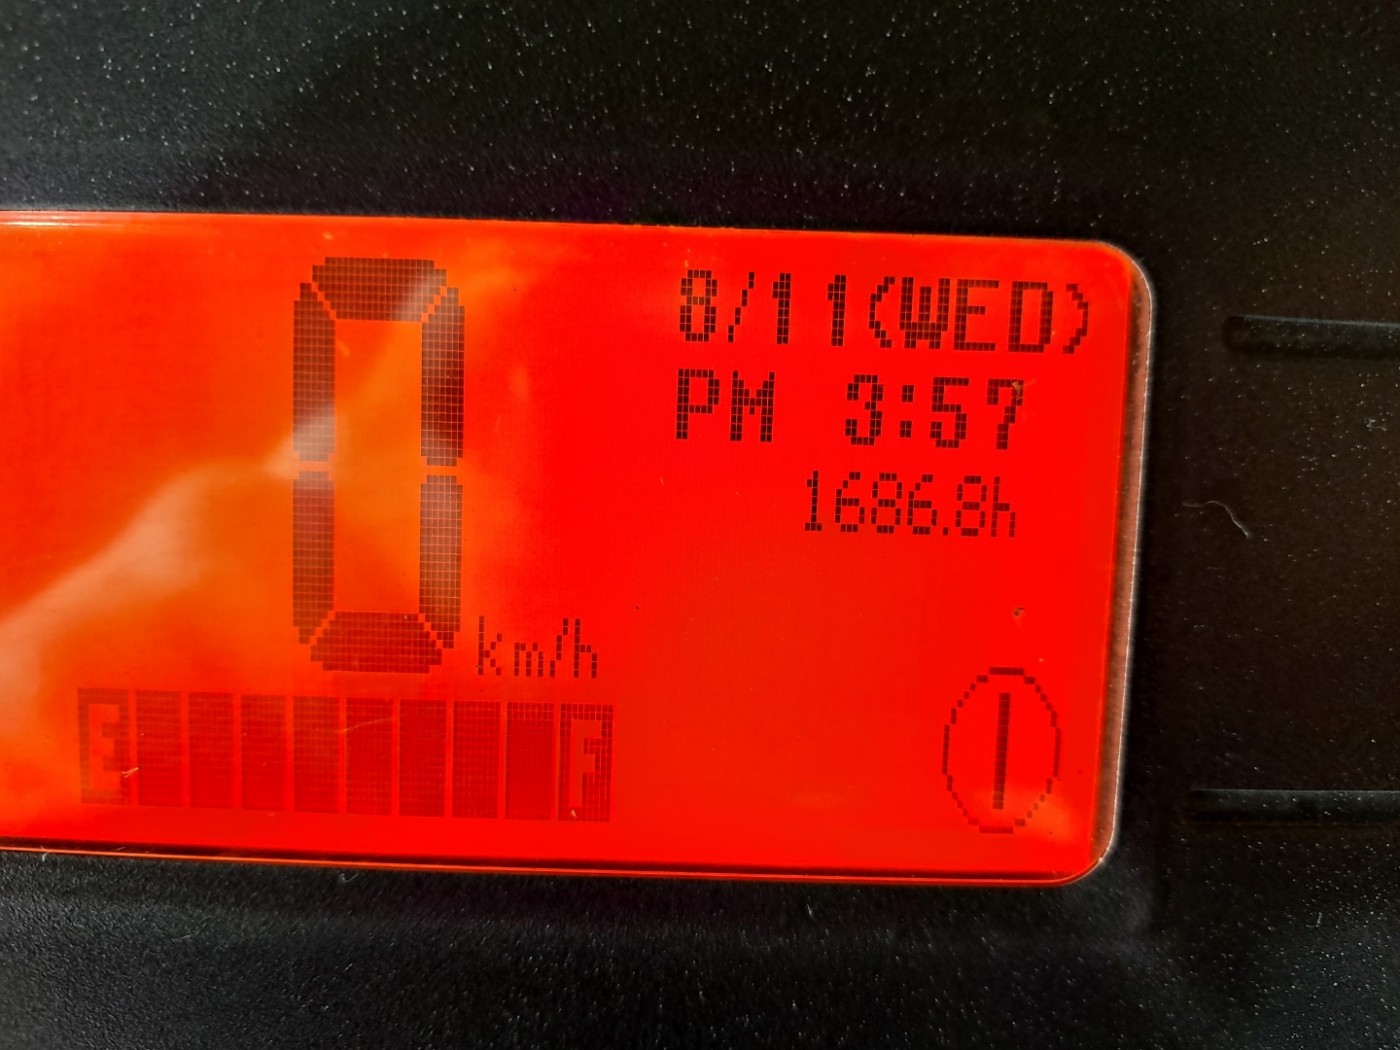 0 km/h
8/11(WED)
PM 3:57
1686.8h
E F